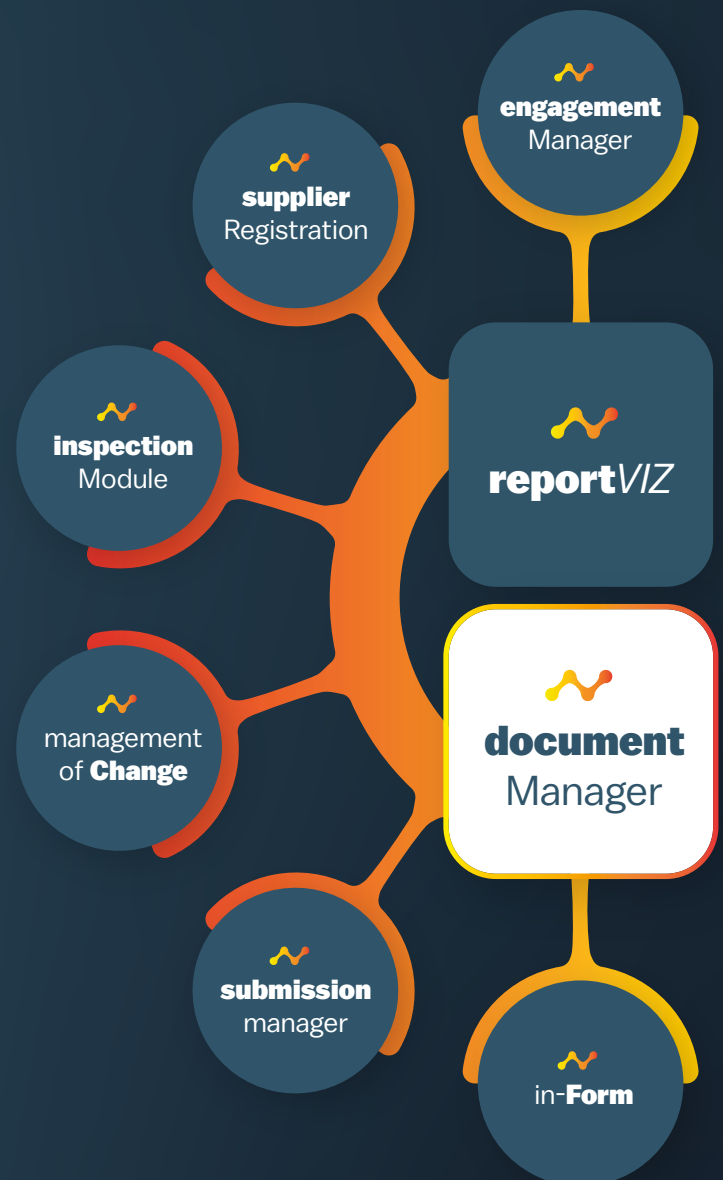 engagement
Manager
supplier
Registration
inspection
Module
reportVIZ
management
of Change
document
Manager
submission
manager
in-Form